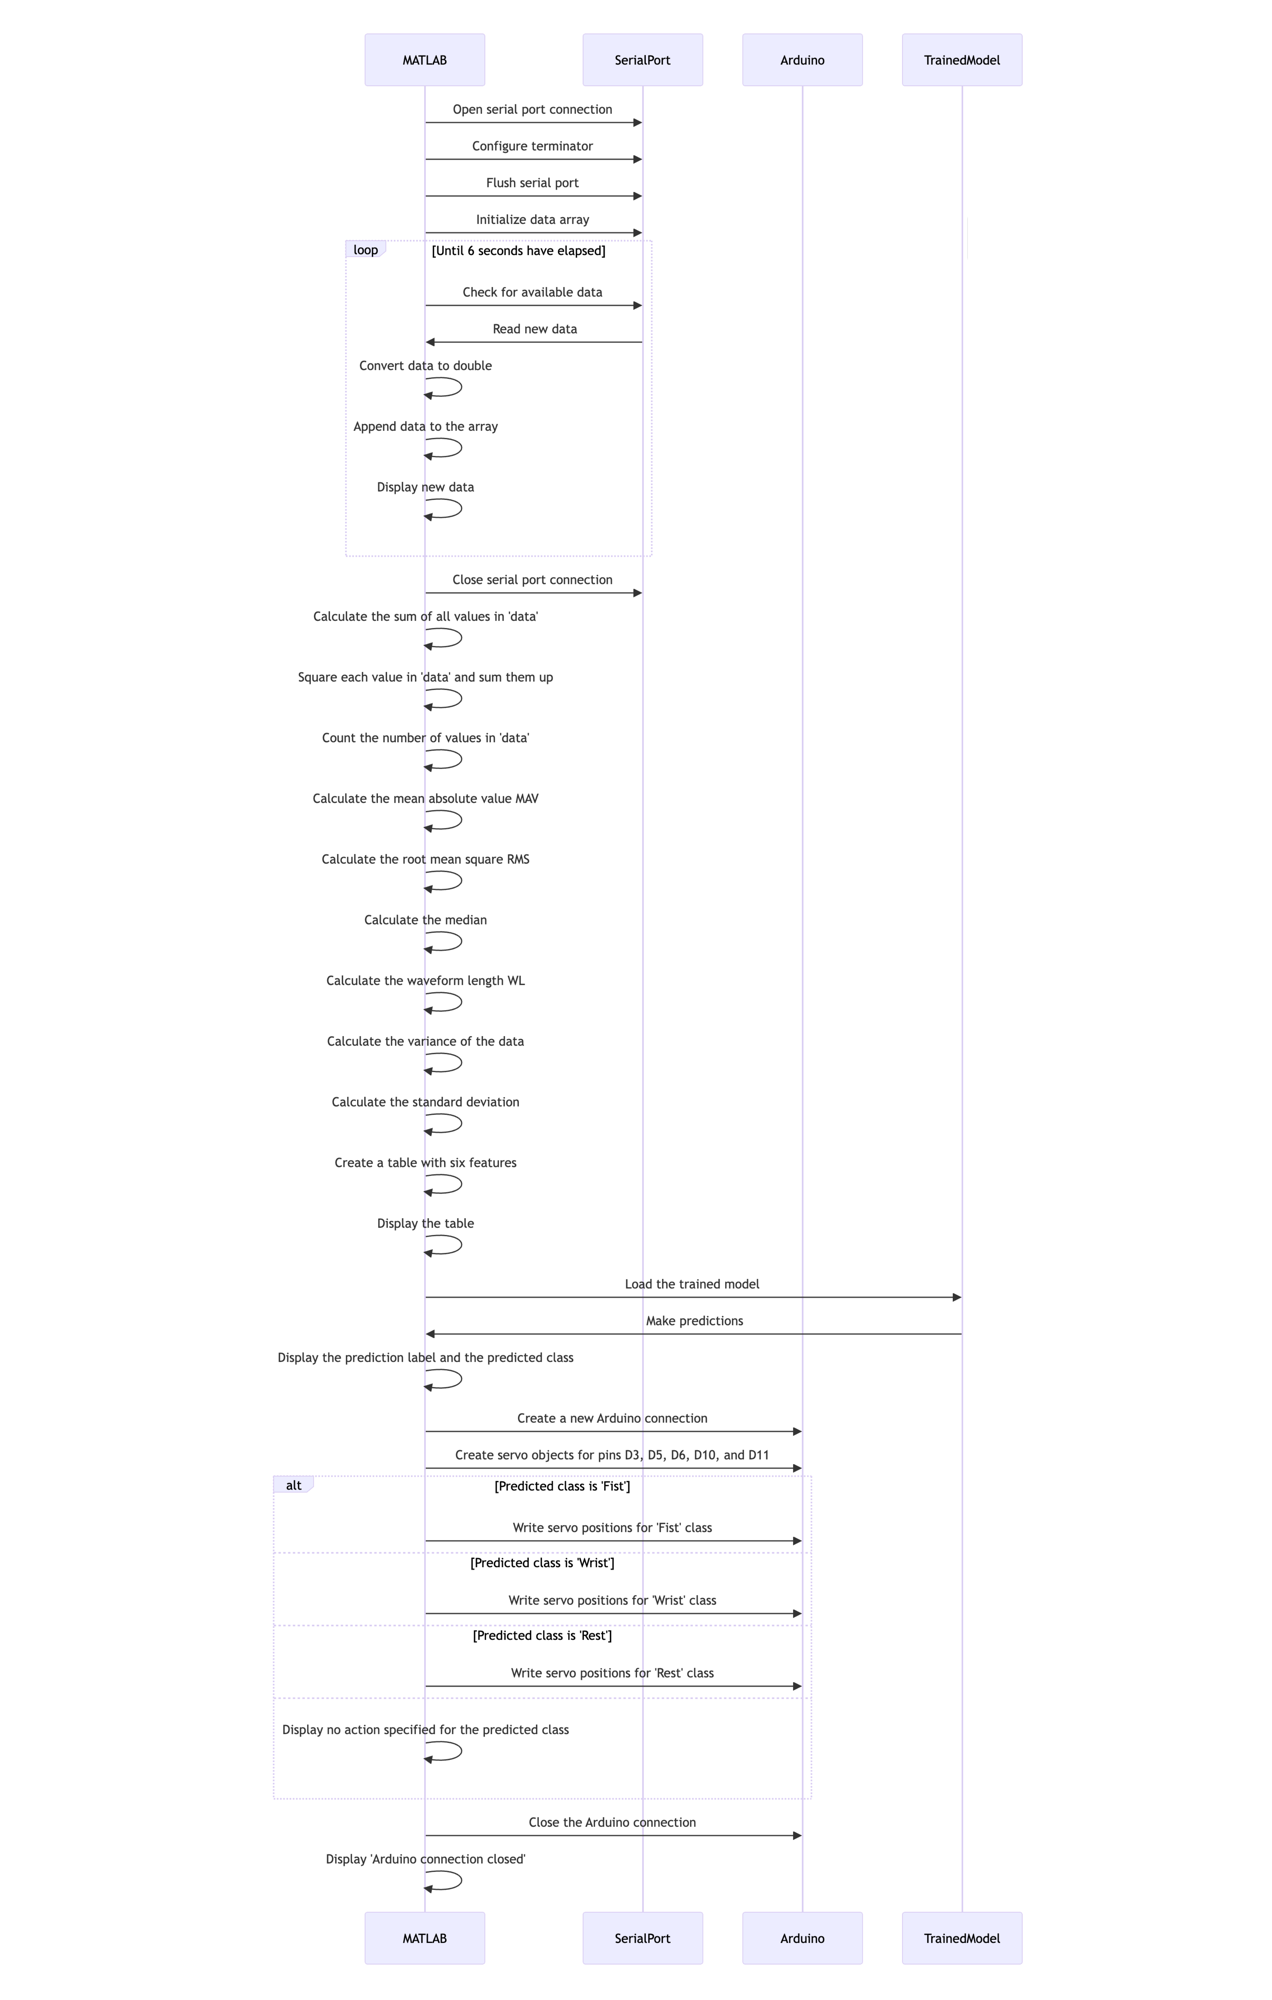 MATLAB
SerialPort
Arduino
TrainedModel
Open serial port connection
Configure terminator
Flush serial port
Initialize data array
loop
[Until 6 seconds have elapsed]
Check for available data
Read new data
Convert data to double
Append data to the array
Display new data
Close serial port connection
Calculate the sum of all values in 'data'
Square each value in 'data' and sum them up
Count the number of values in 'data'
Calculate the mean absolute value MAV
Calculate the root mean square RMS
Calculate the median
Calculate the waveform length WL
Calculate the variance of the data
Calculate the standard deviation
Create a table with six features
Display the table
Load the trained model
Make predictions
Display the prediction label and the predicted class
Create a new Arduino connection
Create servo objects for pins D3, D5, D6, D10, and D11
alt
[Predicted class is 'Fist']
Write servo positions for 'Fist' class
[Predicted class is 'Wrist']
Write servo positions for 'Wrist' class
[Predicted class is 'Rest']
Write servo positions for 'Rest' class
Display no action specified for the predicted class
Close the Arduino connection
Display 'Arduino connection closed'
MATLAB
SerialPort
Arduino
TrainedModel